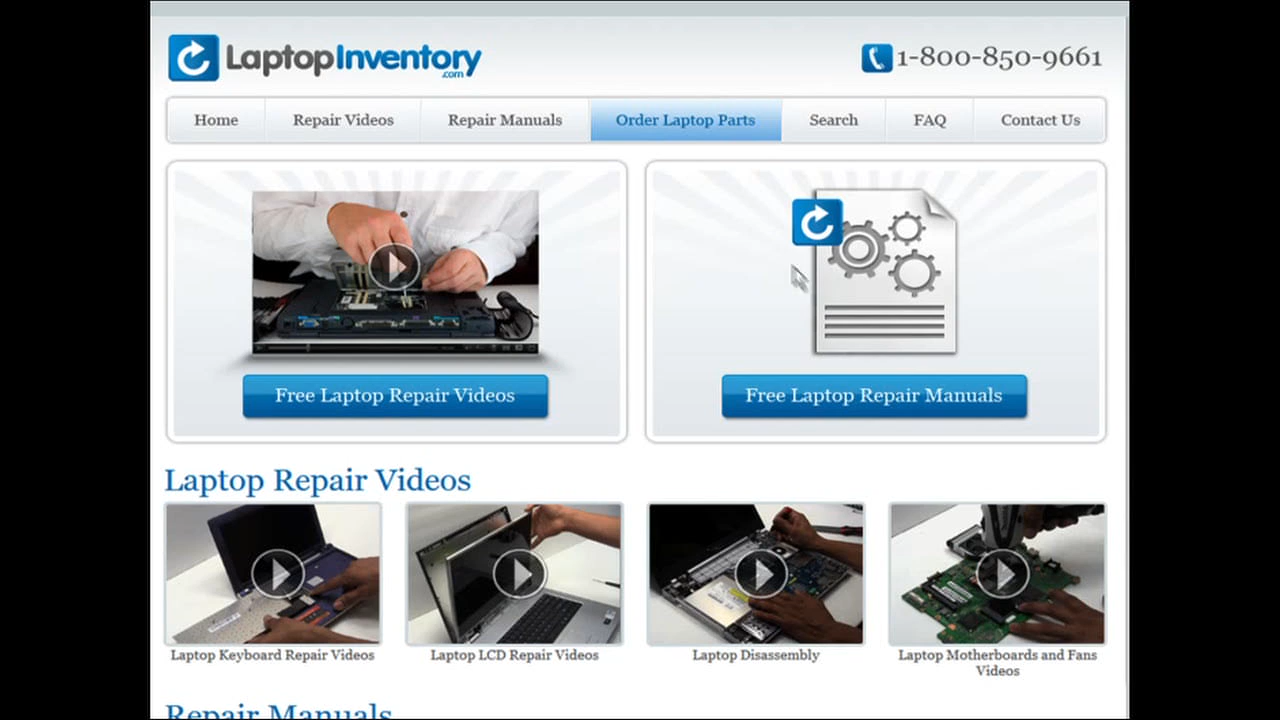 LaptopInventory
.com
1-800-850-9661
Home
Repair Videos
Repair Manuals
Order Laptop Parts
Search
FAQ
Contact Us
Free Laptop Repair Videos
Free Laptop Repair Manuals
Laptop Repair Videos
Laptop Keyboard Repair Videos
Laptop LCD Repair Videos
Laptop Disassembly
Laptop Motherboards and Fans
Videos
Repair Manuals